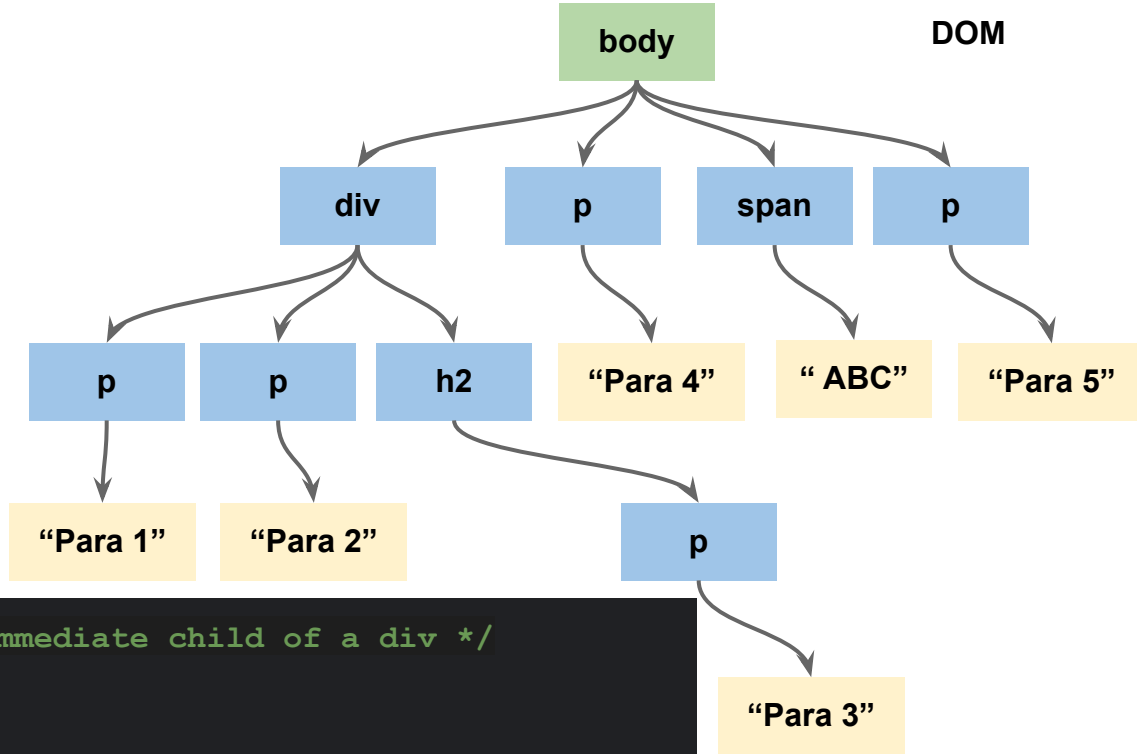 body
DOM
div
p
span
p
p
p
h2
“Para 4”
“ ABC”
“Para 5”
“Para 1”
“Para 2”
p
mmediate child of a div */
“Para 3”